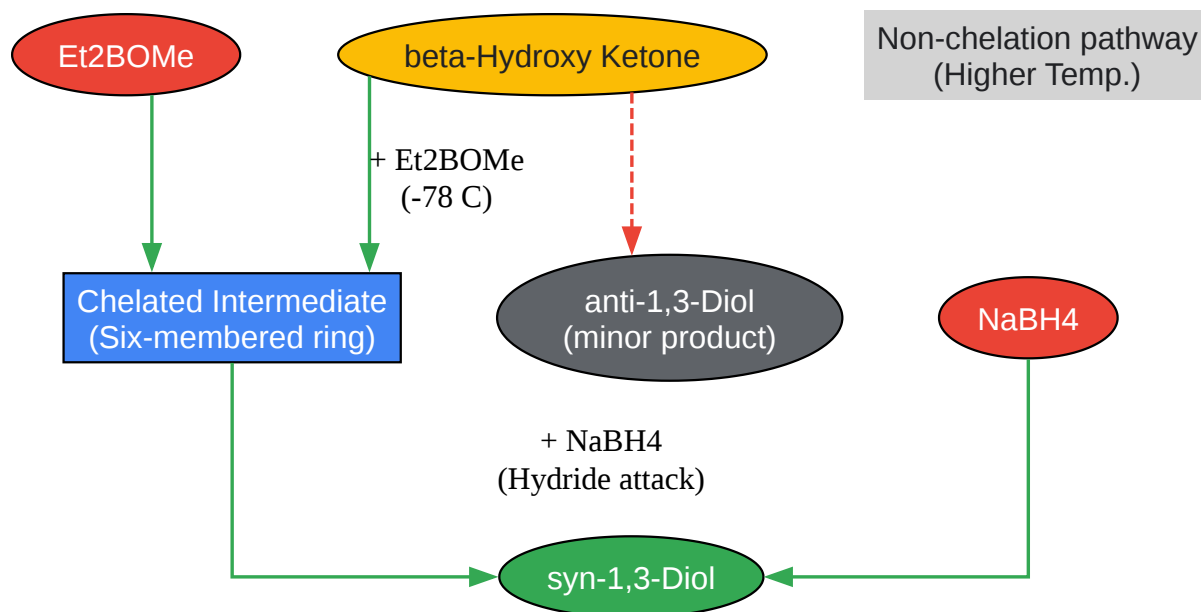 Et2BOMe
beta-Hydroxy Ketone
Non-chelation pathway
(Higher Temp.)
+ Et2BOMe
(-78 C)
Chelated Intermediate
(Six-membered ring)
anti-1,3-Diol
(minor product)
NaBH4
+ NaBH4
(Hydride attack)
syn-1,3-Diol